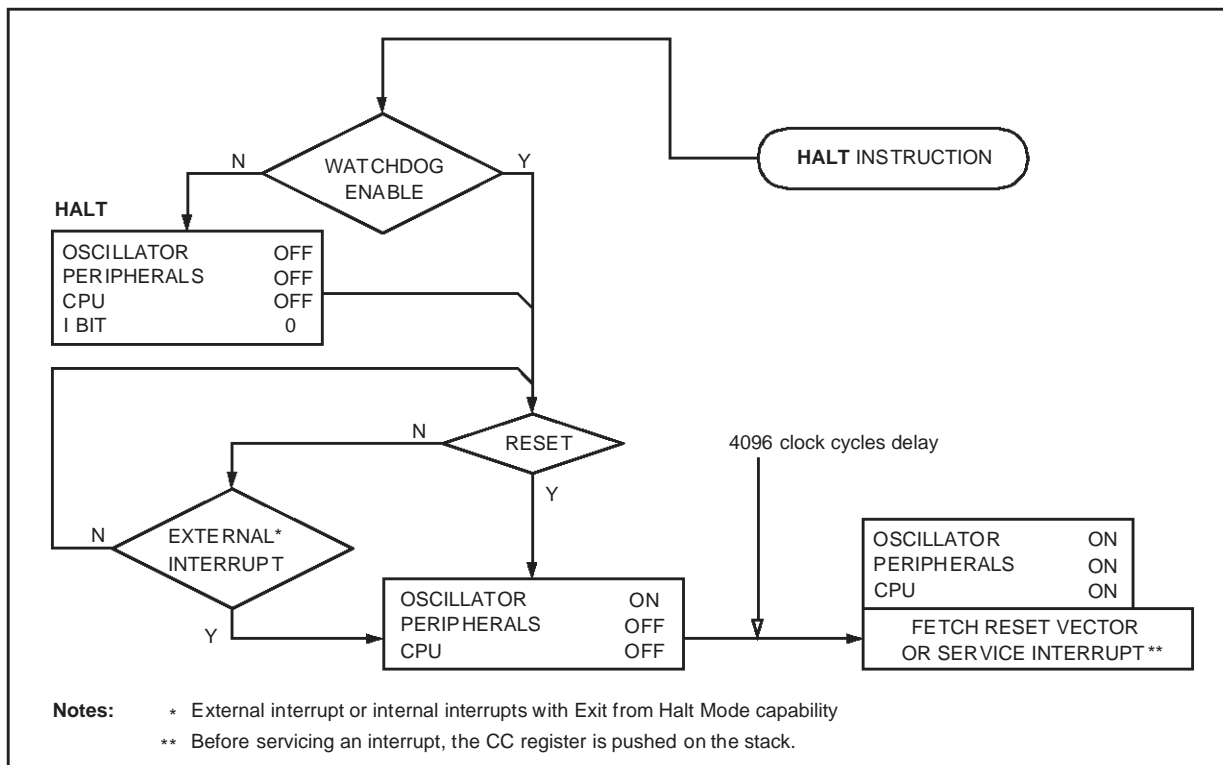 HALT INSTRUCTION
WATCHDOG
ENABLE
N
Y
HALT
OSCILLATOR OFF
PERIPHERALS OFF
CPU OFF
I BIT 0
RESET
N
Y
4096 clock cycles delay
EXTERNAL*
INTERRUPT
N
Y
OSCILLATOR ON
PERIPHERALS OFF
CPU OFF
OSCILLATOR ON
PERIPHERALS ON
CPU ON
FETCH RESET VECTOR
OR SERVICE INTERRUPT**
Notes: * External interrupt or internal interrupts with Exit from Halt Mode capability
** Before servicing an interrupt, the CC register is pushed on the stack.